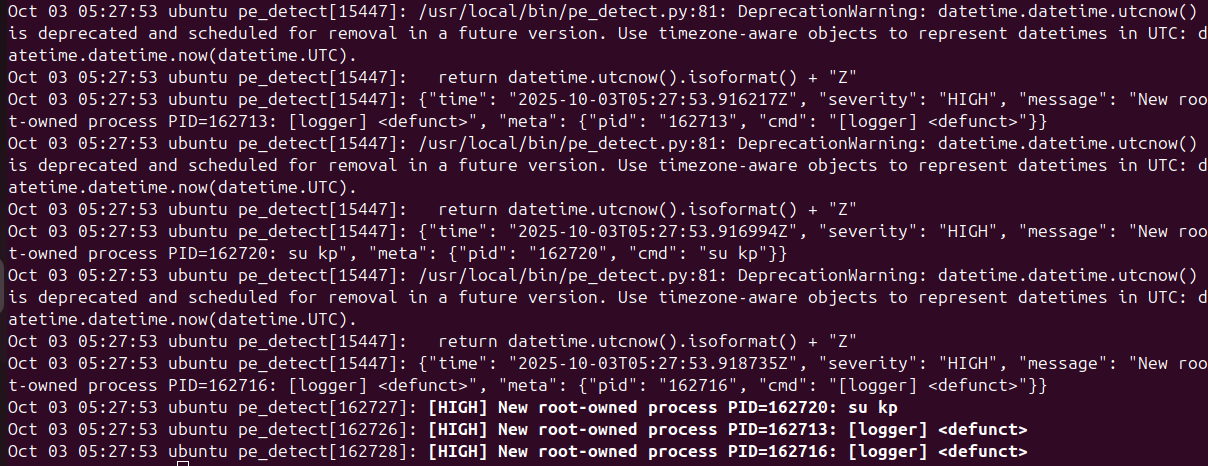 Oct 03 05:27:53 ubuntu pe_detect[15447]: /usr/local/bin/pe_detect.py:81: DeprecationWarning: datetime.datetime.utcnow()
is deprecated and scheduled for removal in a future version. Use timezone-aware objects to represent datetimes in UTC: d
atetime.datetime.now(datetime.UTC).
Oct 03 05:27:53 ubuntu pe_detect[15447]:   return datetime.utcnow().isoformat() + "Z"
Oct 03 05:27:53 ubuntu pe_detect[15447]: {"time": "2025-10-03T05:27:53.916217Z", "severity": "HIGH", "message": "New roo
t-owned process PID=162713: [logger] <defunct>", "meta": {"pid": "162713", "cmd": "[logger] <defunct>"}}
Oct 03 05:27:53 ubuntu pe_detect[15447]: /usr/local/bin/pe_detect.py:81: DeprecationWarning: datetime.datetime.utcnow()
is deprecated and scheduled for removal in a future version. Use timezone-aware objects to represent datetimes in UTC: d
atetime.datetime.now(datetime.UTC).
Oct 03 05:27:53 ubuntu pe_detect[15447]:   return datetime.utcnow().isoformat() + "Z"
Oct 03 05:27:53 ubuntu pe_detect[15447]: {"time": "2025-10-03T05:27:53.916994Z", "severity": "HIGH", "message": "New roo
t-owned process PID=162720: su kp", "meta": {"pid": "162720", "cmd": "su kp"}}
Oct 03 05:27:53 ubuntu pe_detect[15447]: /usr/local/bin/pe_detect.py:81: DeprecationWarning: datetime.datetime.utcnow()
is deprecated and scheduled for removal in a future version. Use timezone-aware objects to represent datetimes in UTC: d
atetime.datetime.now(datetime.UTC).
Oct 03 05:27:53 ubuntu pe_detect[15447]:   return datetime.utcnow().isoformat() + "Z"
Oct 03 05:27:53 ubuntu pe_detect[15447]: {"time": "2025-10-03T05:27:53.918735Z", "severity": "HIGH", "message": "New roo
t-owned process PID=162716: [logger] <defunct>", "meta": {"pid": "162716", "cmd": "[logger] <defunct>"}}
Oct 03 05:27:53 ubuntu pe_detect[162727]: [HIGH] New root-owned process PID=162720: su kp
Oct 03 05:27:53 ubuntu pe_detect[162726]: [HIGH] New root-owned process PID=162713: [logger] <defunct>
Oct 03 05:27:53 ubuntu pe_detect[162728]: [HIGH] New root-owned process PID=162716: [logger] <defunct>